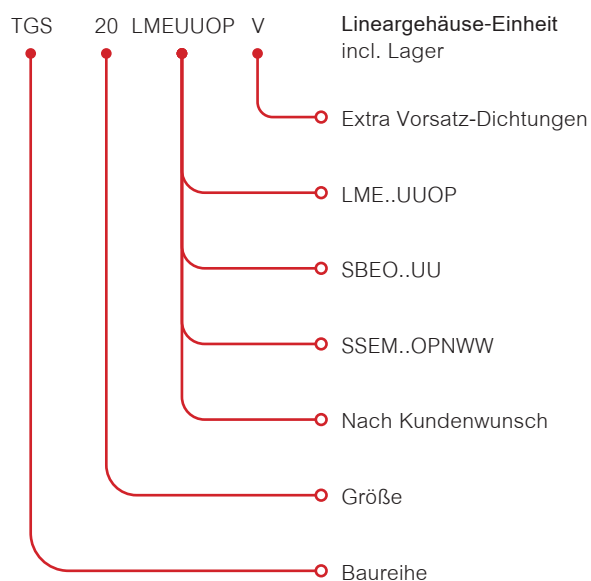 TGS 20 LMEUUOP V Lineargehäuse-Einheit
incl. Lager
Extra Vorsatz-Dichtungen
LME..UUOP
SBEO..UU
SSEM..OPNWW
Nach Kundenwunsch
Größe
Baureihe